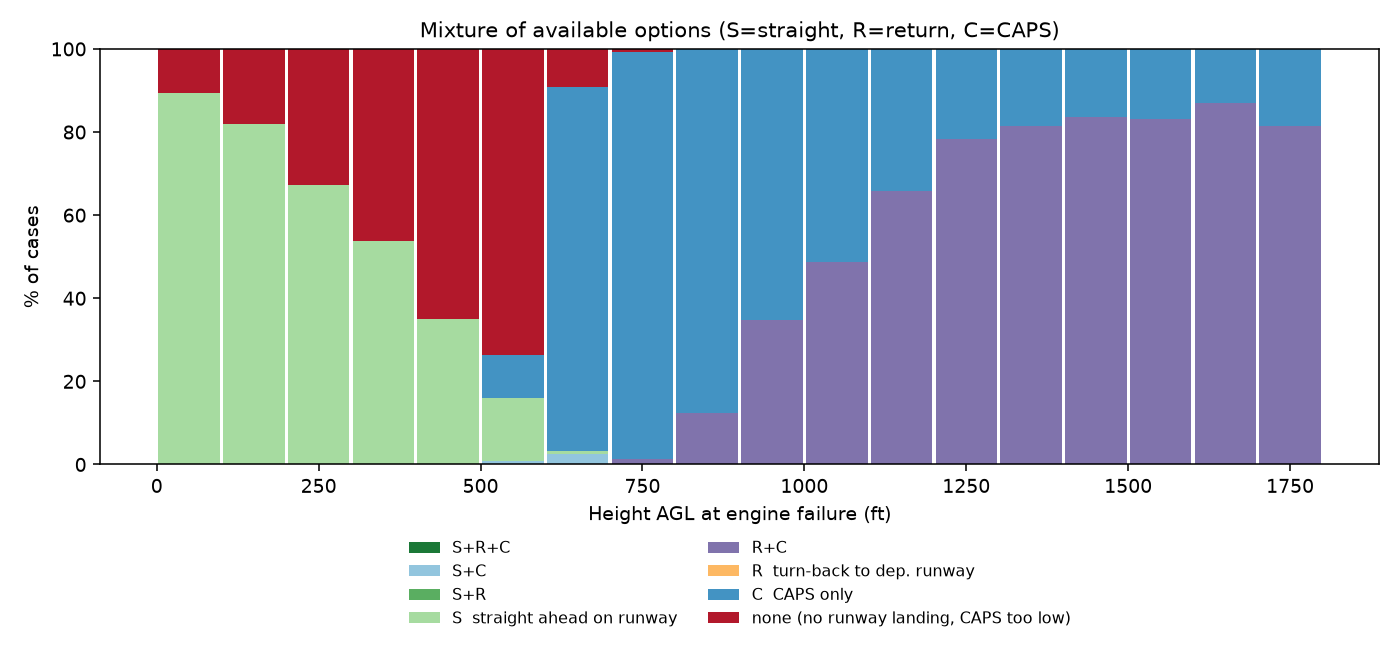 Mixture of available options (S=straight, R=return, C=CAPS)
100
80
60
40
20
0
% of cases
0 250 500 750 1000 1250 1500 1750
Height AGL at engine failure (ft)
S+R+C
S+C
S+R
S  straight ahead on runway
R+C
R  turn-back to dep. runway
C  CAPS only
none (no runway landing, CAPS too low)